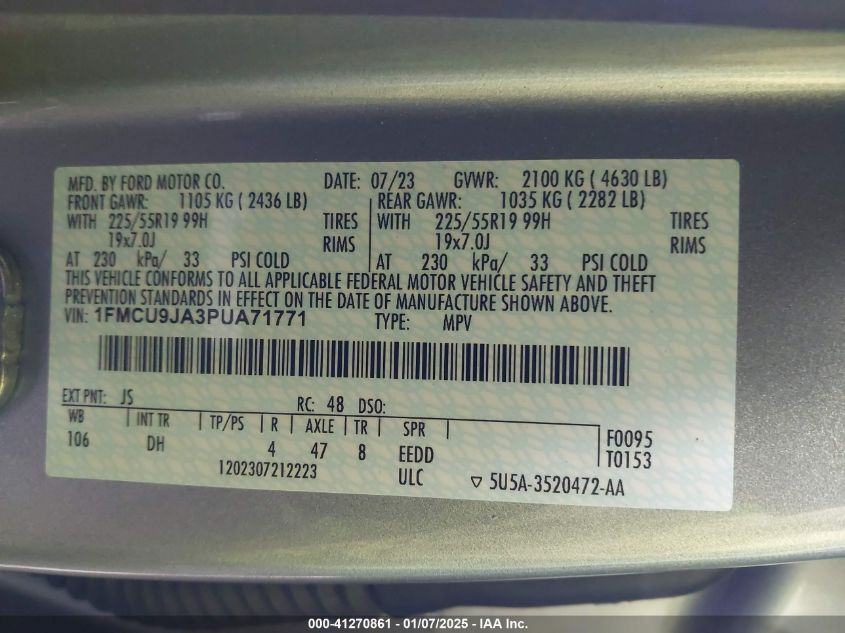 MFD. BY FORD MOTOR CO. DATE: 07/23 GVWR: 2100 KG ( 4630 LB)
FRONT GAWR: 1105 KG ( 2436 LB) REAR GAWR: 1035 KG ( 2282 LB)
WITH 225/55R19 99H TIRES WITH 225/55R19 99H TIRES
19x7.0J RIMS 19x7.0J RIMS
AT 230 kPa/ 33 PSI COLD AT 230 kPa/ 33 PSI COLD
THIS VEHICLE CONFORMS TO ALL APPLICABLE FEDERAL MOTOR VEHICLE SAFETY AND THEFT
PREVENTION STANDARDS IN EFFECT ON THE DATE OF MANUFACTURE SHOWN ABOVE.
VIN: 1FMCU9JA3PUA71771 TYPE: MPV
EXT PNT: JS RC: 48 DSO:
WB INT TR TP/PS R AXLE TR SPR F0095
106 DH 4 47 8 EEDD T0153
1202307212223 ULC ▽ 5U5A-3520472-AA
000-41270861 - 01/07/2025 - IAA Inc.